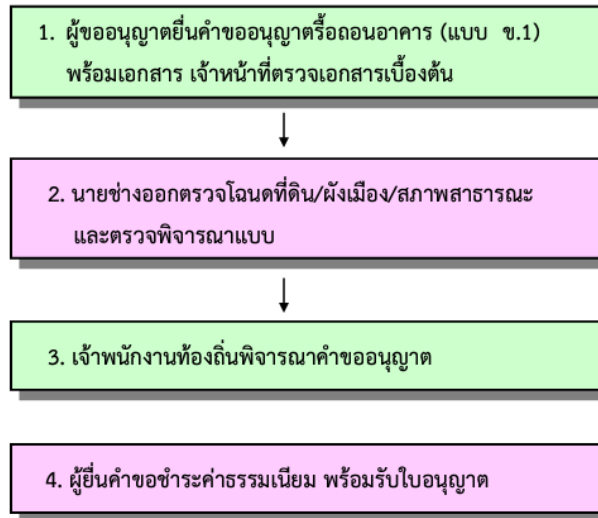 1. ผู้ขออนุญาตยื่นคำขออนุญาตรื้อถอนอาคาร (แบบ ข.1)
พร้อมเอกสาร เจ้าหน้าที่ตรวจเอกสารเบื้องต้น
2. นายช่างออกตรวจโฉนดที่ดิน/ผังเมือง/สภาพสาธารณะ
และตรวจพิจารณาแบบ
3. เจ้าพนักงานท้องถิ่นพิจารณาคำขออนุญาต
4. ผู้ยื่นคำขอชำระค่าธรรมเนียม พร้อมรับใบอนุญาต